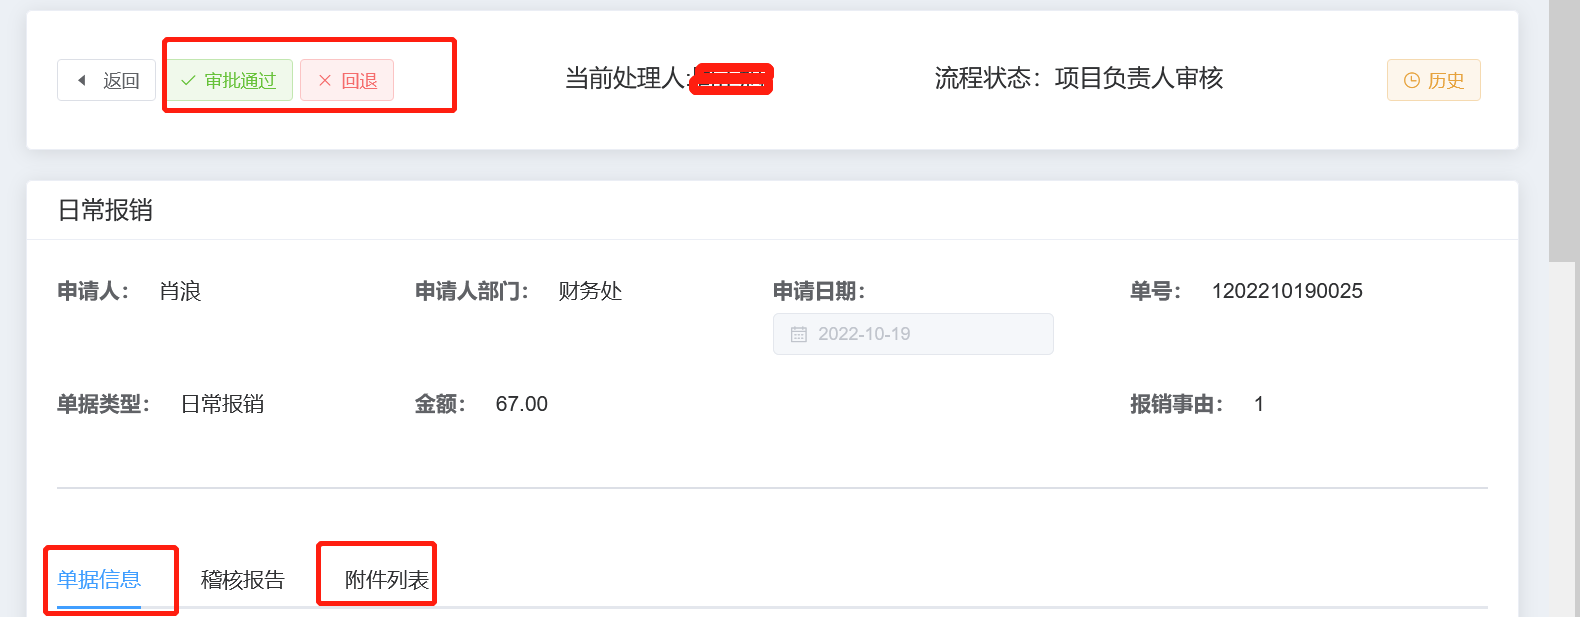 返回 审批通过 回退 当前处理人: 流程状态：项目负责人审核 历史
日常报销
申请人： 肖浪 申请人部门： 财务处 申请日期： 单号： 1202210190025
2022-10-19
单据类型： 日常报销 金额： 67.00 报销事由： 1
单据信息 稽核报告 附件列表